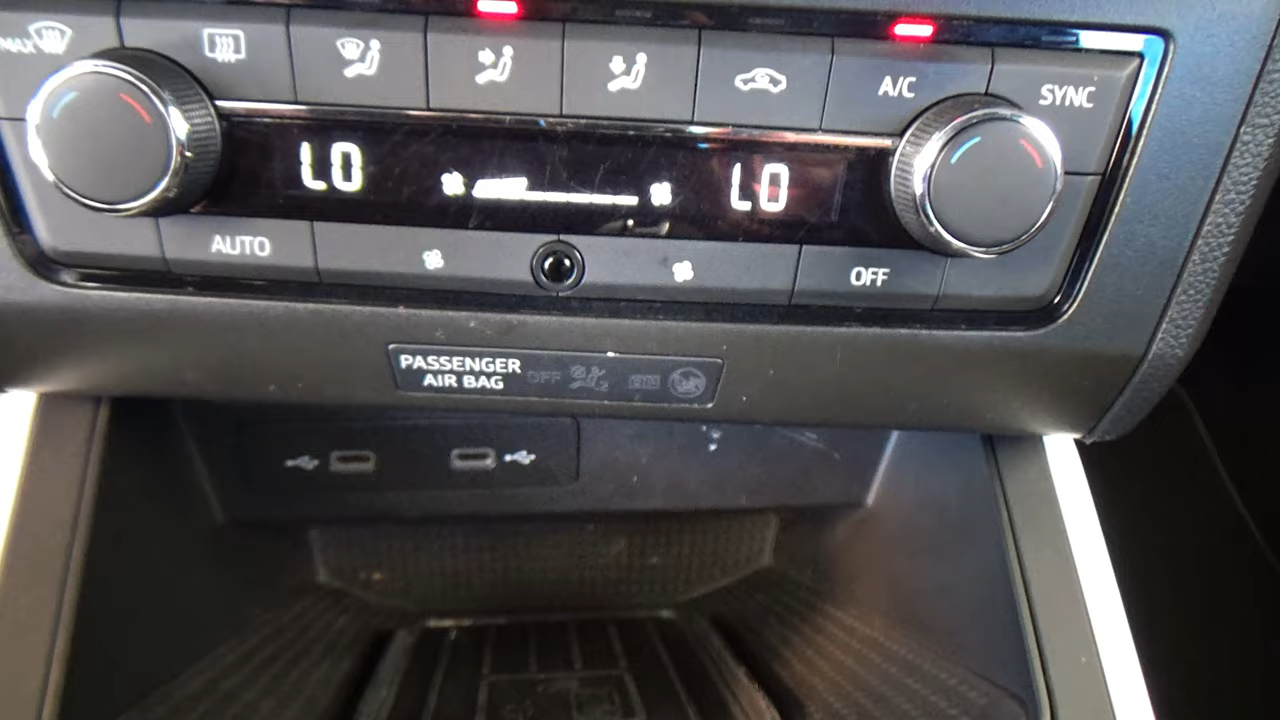 MAX
A/C
SYNC
LO
LO
AUTO
OFF
PASSENGER
AIR BAG
OFF